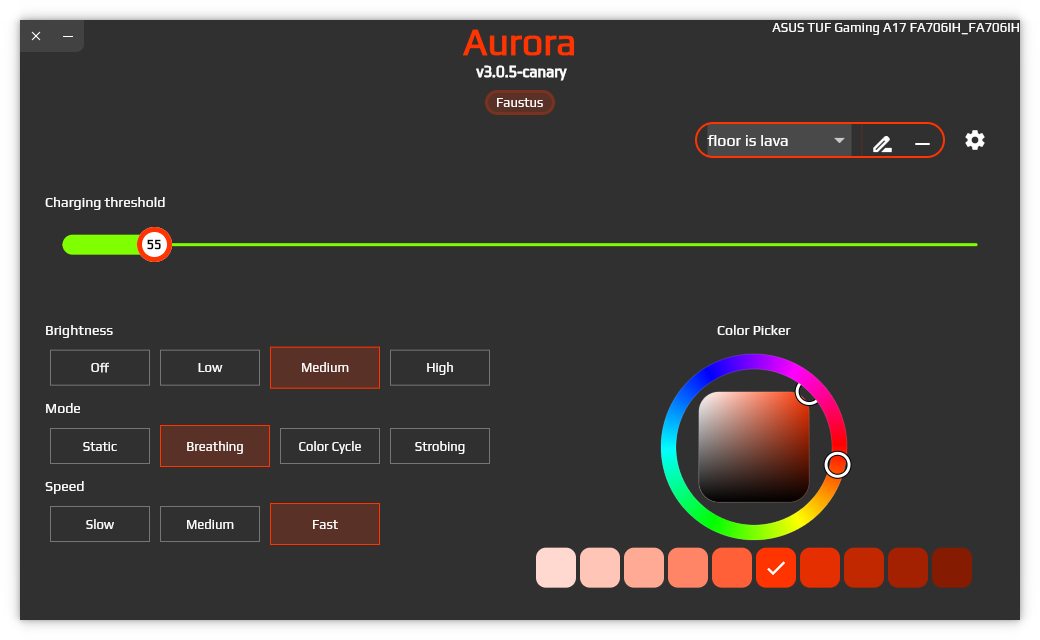 ASUS TUF Gaming A17 FA706IH_FA706IH
Aurora
v3.0.5-canary
Faustus
floor is lava
Charging threshold
55
Brightness
Off Low Medium High
Mode
Static Breathing Color Cycle Strobing
Speed
Slow Medium Fast
Color Picker